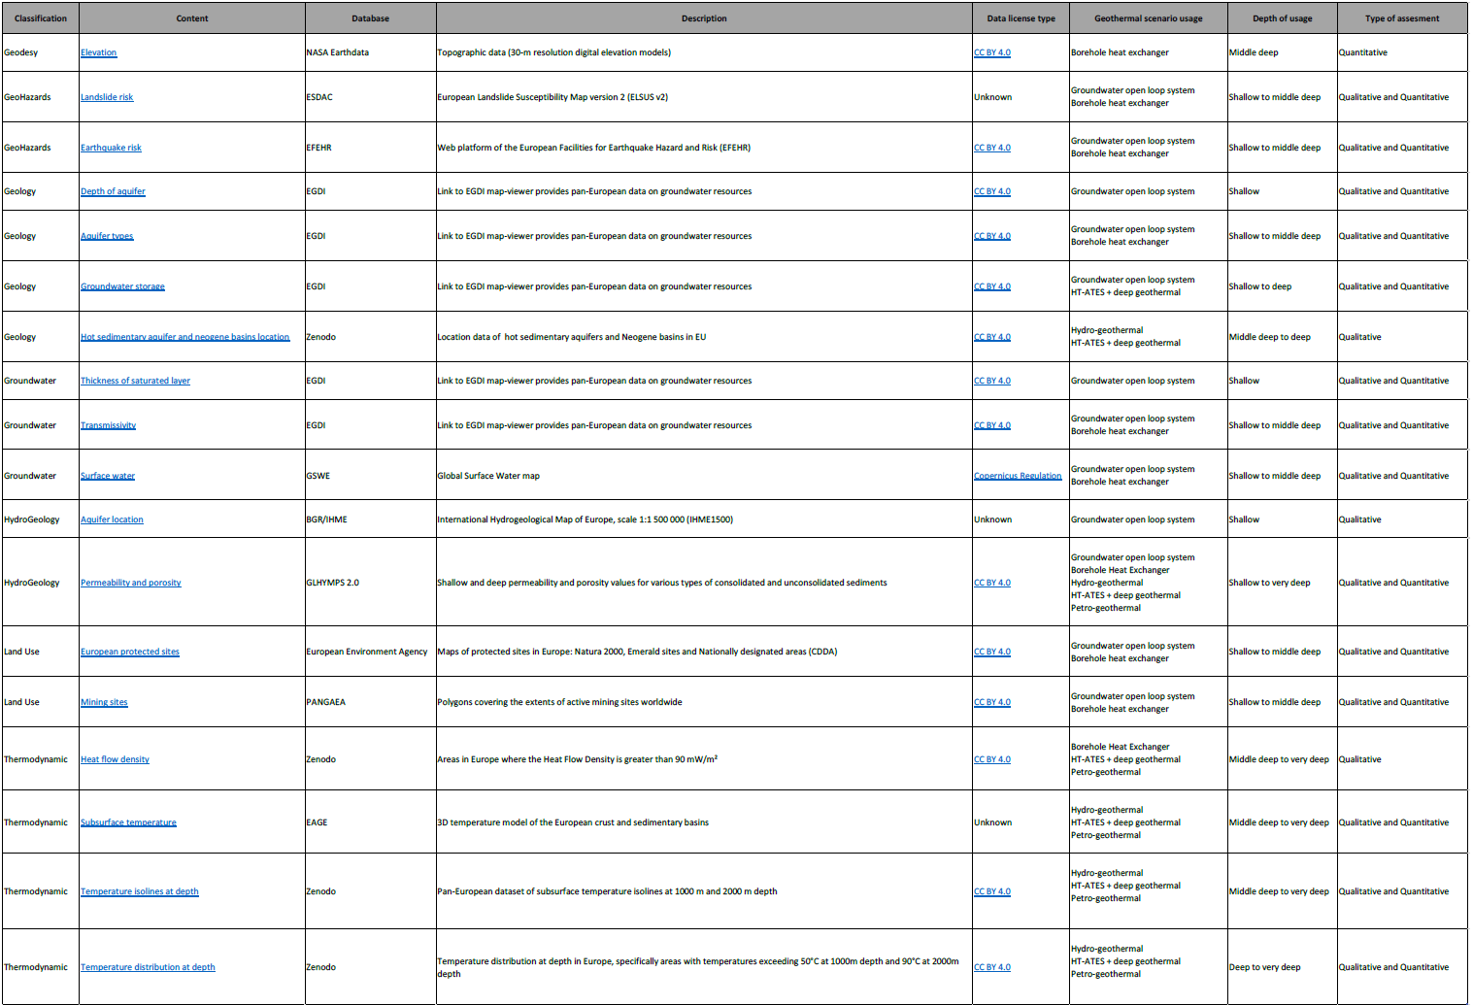 Classification Content Database Description Data license type Geothermal scenario usage Depth of usage Type of assesment
Geodesy Elevation NASA Earthdata Topographic data (30-m resolution digital elevation models) CC BY 4.0 Borehole heat exchanger Middle deep Quantitative
GeoHazards Landslide risk ESDAC European Landslide Susceptibility Map version 2 (ELSUS v2) Unknown Groundwater open loop system
Borehole heat exchanger Shallow to middle deep Qualitative and Quantitative
GeoHazards Earthquake risk EFEHR Web platform of the European Facilities for Earthquake Hazard and Risk (EFEHR) CC BY 4.0 Groundwater open loop system
Borehole heat exchanger Shallow to middle deep Qualitative and Quantitative
Geology Depth of aquifer EGDI Link to EGDI map-viewer provides pan-European data on groundwater resources CC BY 4.0 Groundwater open loop system Shallow Qualitative and Quantitative
Geology Aquifer types EGDI Link to EGDI map-viewer provides pan-European data on groundwater resources CC BY 4.0 Groundwater open loop system
Borehole heat exchanger Shallow to middle deep Qualitative and Quantitative
Geology Groundwater storage EGDI Link to EGDI map-viewer provides pan-European data on groundwater resources CC BY 4.0 Groundwater open loop system
HT-ATES + deep geothermal Shallow to deep Qualitative and Quantitative
Geology Hot sedimentary aquifer and neogene basins location Zenodo Location data of hot sedimentary aquifers and Neogene basins in EU CC BY 4.0 Hydro-geothermal
HT-ATES + deep geothermal Middle deep to deep Qualitative
Groundwater Thickness of saturated layer EGDI Link to EGDI map-viewer provides pan-European data on groundwater resources CC BY 4.0 Groundwater open loop system Shallow Qualitative and Quantitative
Groundwater Transmissivity EGDI Link to EGDI map-viewer provides pan-European data on groundwater resources CC BY 4.0 Groundwater open loop system
Borehole heat exchanger Shallow to middle deep Qualitative and Quantitative
Groundwater Surface water GSWE Global Surface Water map Copernicus Regulation Groundwater open loop system
Borehole heat exchanger Shallow to middle deep Qualitative and Quantitative
HydroGeology Aquifer location BGR/IHME International Hydrogeological Map of Europe, scale 1:1 500 000 (IHME1500) Unknown Groundwater open loop system Shallow Qualitative
HydroGeology Permeability and porosity GLHYMPS 2.0 Shallow and deep permeability and porosity values for various types of consolidated and unconsolidated sediments CC BY 4.0 Groundwater open loop system
Borehole Heat Exchanger
Hydro-geothermal
HT-ATES + deep geothermal
Petro-geothermal Shallow to very deep Qualitative and Quantitative
Land Use European protected sites European Environment Agency Maps of protected sites in Europe: Natura 2000, Emerald sites and Nationally designated areas (CDDA) CC BY 4.0 Groundwater open loop system
Borehole heat exchanger Shallow to middle deep Qualitative and Quantitative
Land Use Mining sites PANGAEA Polygons covering the extents of active mining sites worldwide CC BY 4.0 Groundwater open loop system
Borehole heat exchanger Shallow to middle deep Qualitative and Quantitative
Thermodynamic Heat flow density Zenodo Areas in Europe where the Heat Flow Density is greater than 90 mW/m² CC BY 4.0 Borehole Heat Exchanger
HT-ATES + deep geothermal
Petro-geothermal Middle deep to very deep Qualitative
Thermodynamic Subsurface temperature EAGE 3D temperature model of the European crust and sedimentary basins Unknown Hydro-geothermal
HT-ATES + deep geothermal
Petro-geothermal Middle deep to very deep Qualitative and Quantitative
Thermodynamic Temperature isolines at depth Zenodo Pan-European dataset of subsurface temperature isolines at 1000 m and 2000 m depth CC BY 4.0 Hydro-geothermal
HT-ATES + deep geothermal
Petro-geothermal Middle deep to very deep Qualitative and Quantitative
Thermodynamic Temperature distribution at depth Zenodo Temperature distribution at depth in Europe, specifically areas with temperatures exceeding 50°C at 1000m depth and 90°C at 2000m
depth CC BY 4.0 Hydro-geothermal
HT-ATES + deep geothermal
Petro-geothermal Deep to very deep Qualitative and Quantitative